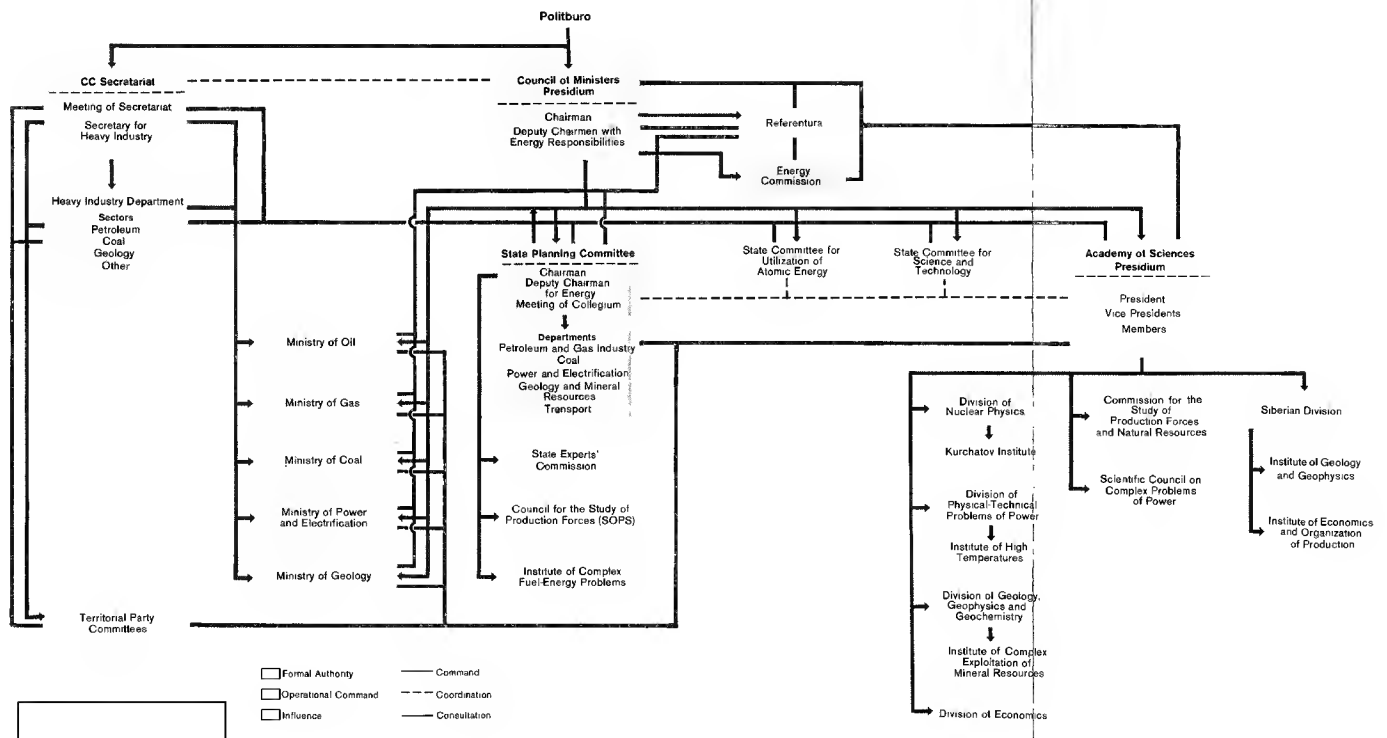 Politburo
CC Secretariat
Meeting of Secretariat
Secretary for
Heavy Industry
Heavy Industry Department
Sectors
Petroleum
Coal
Geology
Other
Territorial Party
Committees
Council of Ministers
Presidium
Chairman
Deputy Chairmen with
Energy Responsibilities
Referentura
Energy
Commission
Ministry of Oil
Ministry of Gas
Ministry of Coal
Ministry of Power
and Electrification
Ministry of Geology
State Planning Committee
Chairman
Deputy Chairman
for Energy
Meeting of Collegium
Departments
Petroleum and Gas Industry
Coal
Power and Electrification
Geology and Mineral
Resources
Transport
State Experts'
Commission
Council for the Study of
Production Forces (SOPS)
Institute of Complex
Fuel-Energy Problems
State Committee for
Utilization of
Atomic Energy
State Committee for
Science and
Technology
Academy of Sciences
Presidium
President
Vice Presidents
Members
Division of
Nuclear Physics
Kurchatov Institute
Division of
Physical-Technical
Problems of Power
Institute of High
Temperatures
Division of Geology,
Geophysics and
Geochemistry
Institute of Complex
Exploitation of
Mineral Resources
Division of Economics
Commission for the
Study of
Production Forces
and Natural Resources
Scientific Council on
Complex Problems
of Power
Siberian Division
Institute of Geology
and Geophysics
Institute of Economics
and Organization
of Production
Formal Authority
Operational Command
Influence
Command
Coordination
Consultation